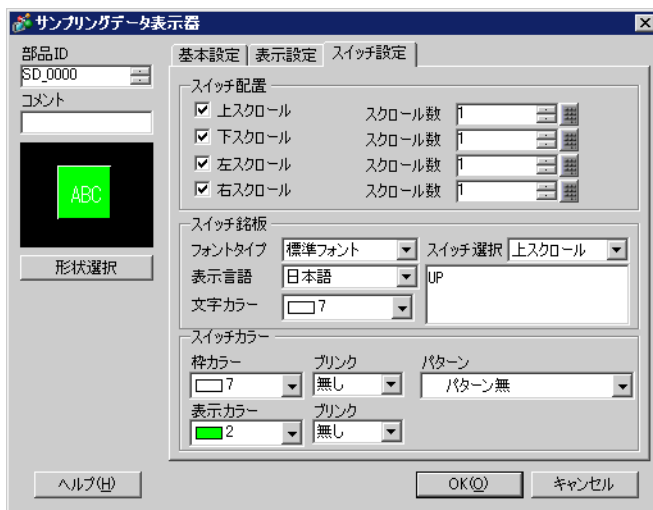 サンプリングデータ表示器
部品ID
SD_0000
コメント
ABC
形状選択
基本設定 表示設定 スイッチ設定
スイッチ配置
上スクロール スクロール数 1
下スクロール スクロール数 1
左スクロール スクロール数 1
右スクロール スクロール数 1
スイッチ銘板
フォントタイプ 標準フォント スイッチ選択 上スクロール
表示言語 日本語 UP
文字カラー 7
スイッチカラー
枠カラー ブリンク パターン
7 無し パターン無
表示カラー ブリンク
2 無し
ヘルプ(H) OK(O) キャンセル